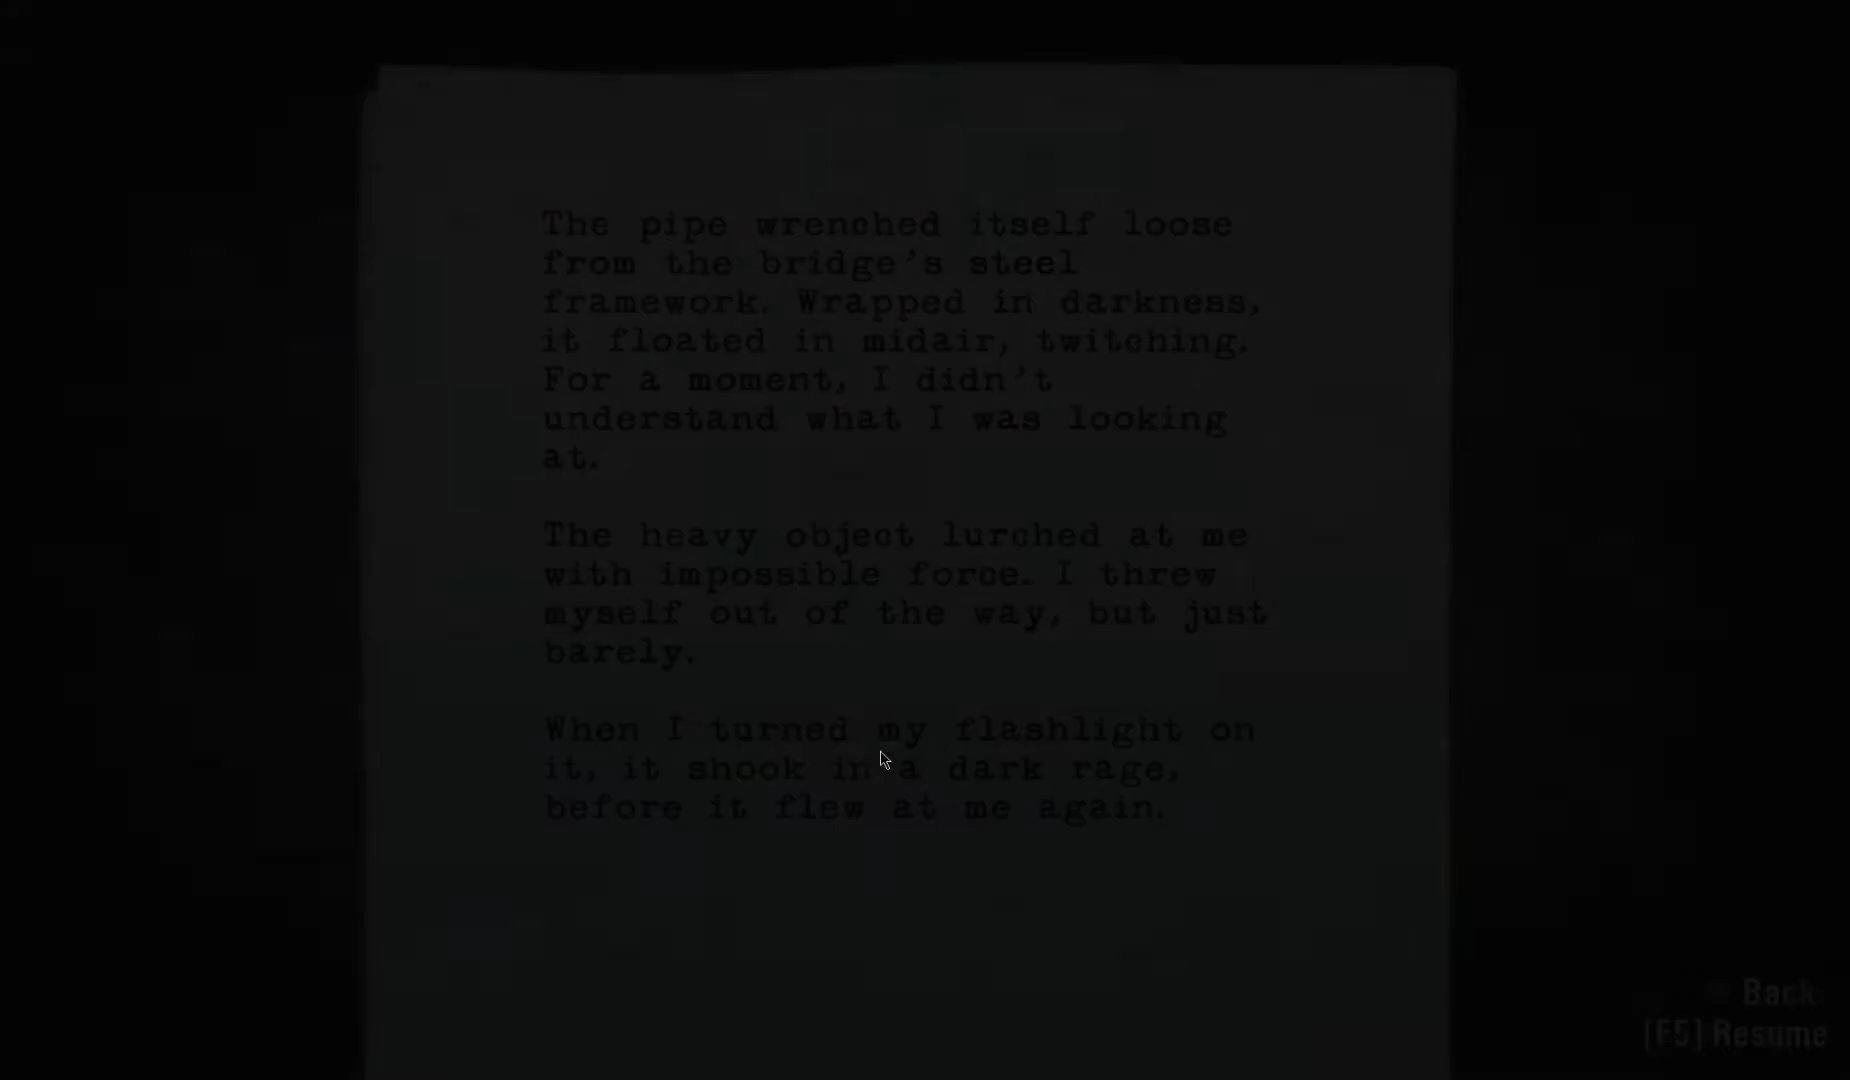 The pipe wrenched itself loose
from the bridge's steel
framework. Wrapped in darkness,
it floated in midair, twitching.
For a moment, I didn't
understand what I was looking
at.
The heavy object lurched at me
with impossible force. I threw
myself out of the way, but just
barely.
When I turned my flashlight on
it, it shook in a dark rage,
before it flew at me again.
Back
[F5] Resume